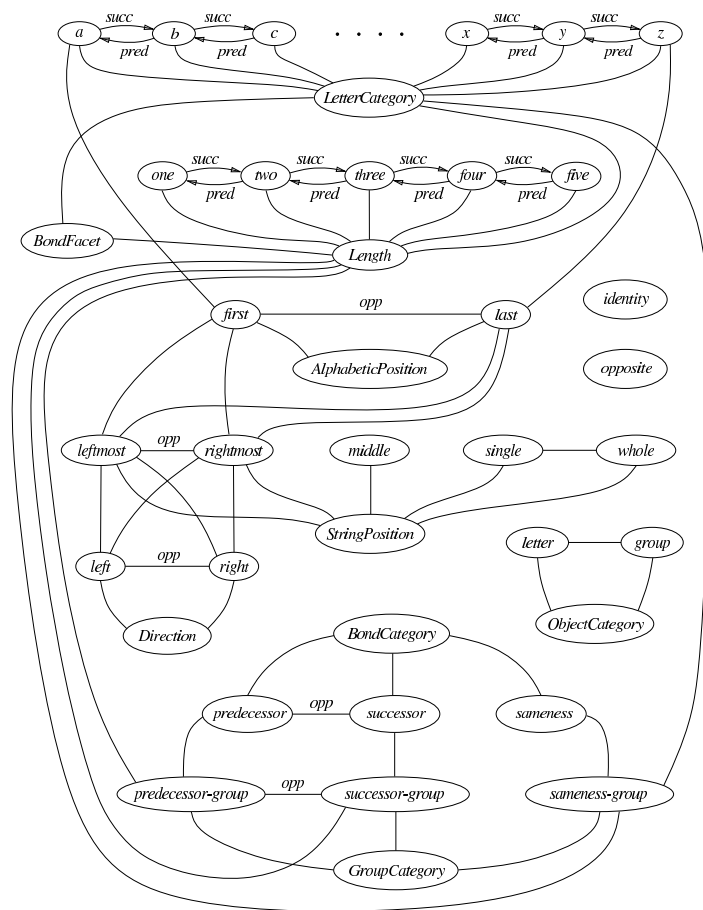 succ succ succ succ
a b c . . . . x y z
pred pred pred pred
LetterCategory
succ succ succ succ
one two three four five
pred pred pred pred
BondFacet
Length
identity
opp
first last
opposite
AlphabeticPosition
opp
leftmost rightmost middle single whole
StringPosition
letter group
opp
left right
ObjectCategory
Direction
BondCategory
opp
predecessor successor sameness
opp
predecessor-group successor-group sameness-group
GroupCategory